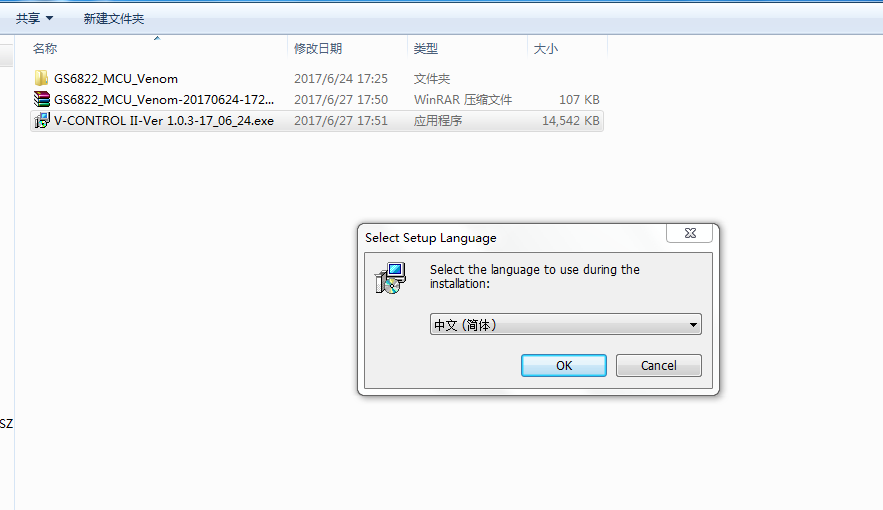 共享 新建文件夹
名称 修改日期 类型 大小
GS6822_MCU_Venom 2017/6/24 17:25 文件夹
GS6822_MCU_Venom-20170624-172... 2017/6/27 17:50 WinRAR 压缩文件 107 KB
V-CONTROL II-Ver 1.0.3-17_06_24.exe 2017/6/27 17:51 应用程序 14,542 KB
Select Setup Language
Select the language to use during the
installation:
中文 (简体)
OK Cancel
SZ